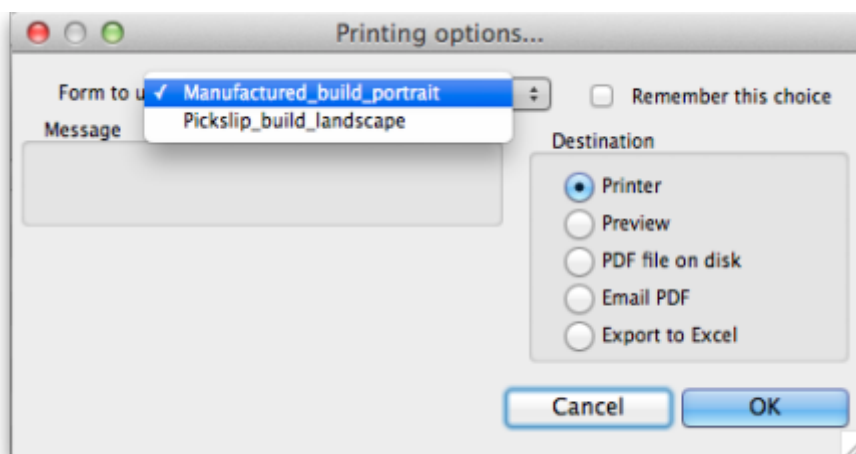 Printing options...
Form to u ✓ Manufactured_build_portrait
Remember this choice
Pickslip_build_landscape
Message
Destination
Printer
Preview
PDF file on disk
Email PDF
Export to Excel
Cancel
OK